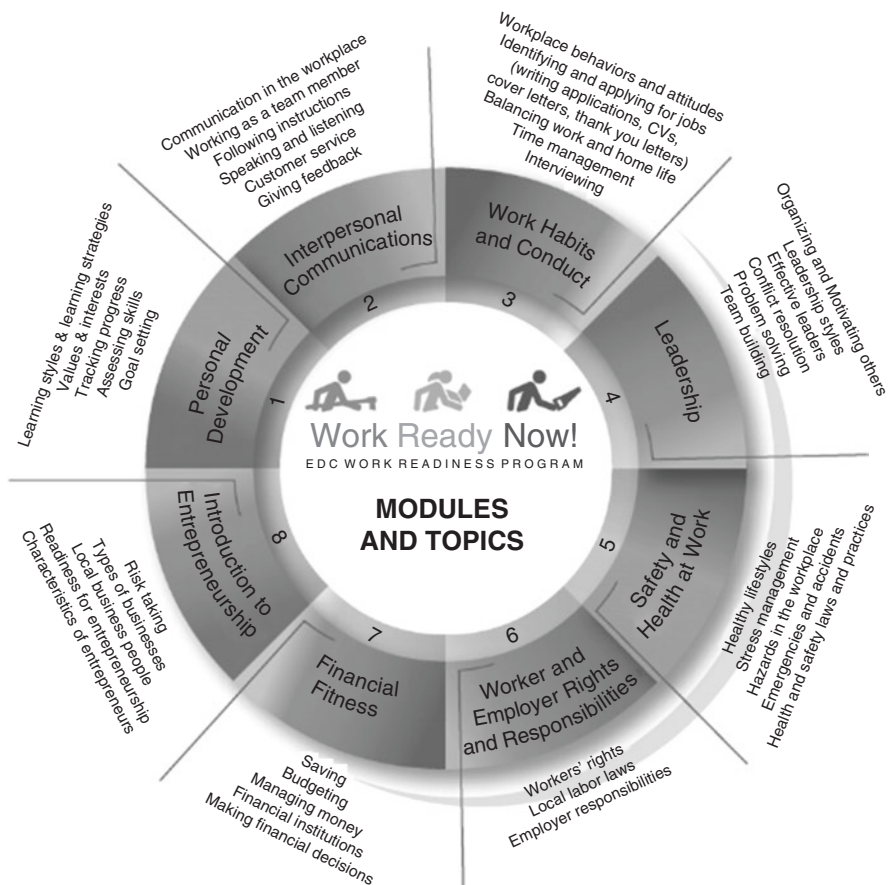 Work Ready Now!
EDC WORK READINESS PROGRAM
MODULES
AND TOPICS
1
Personal
Development
Learning styles & learning strategies
Values & interests
Tracking progress
Assessing skills
Goal setting
2
Interpersonal
Communications
Communication in the workplace
Working as a team member
Following instructions
Speaking and listening
Customer service
Giving feedback
3
Work Habits
and Conduct
Workplace behaviors and attitudes
Identifying and applying for jobs
(writing applications, CVs,
cover letters, thank you letters)
Balancing work and home life
Time management
Interviewing
4
Leadership
Organizing and Motivating others
Leadership styles
Effective leaders
Conflict resolution
Problem solving
Team building
5
Safety and
Health at Work
Healthy lifestyles
Stress management
Hazards in the workplace
Emergencies and accidents
Health and safety laws and practices
6
Worker and
Employer Rights
and Responsibilities
Workers' rights
Local labor laws
Employer responsibilities
7
Financial
Fitness
Saving
Budgeting
Managing money
Financial institutions
Making financial decisions
8
Introduction to
Entrepreneurship
Risk taking
Types of businesses
Local business people
Readiness for entrepreneurship
Characteristics of entrepreneurs